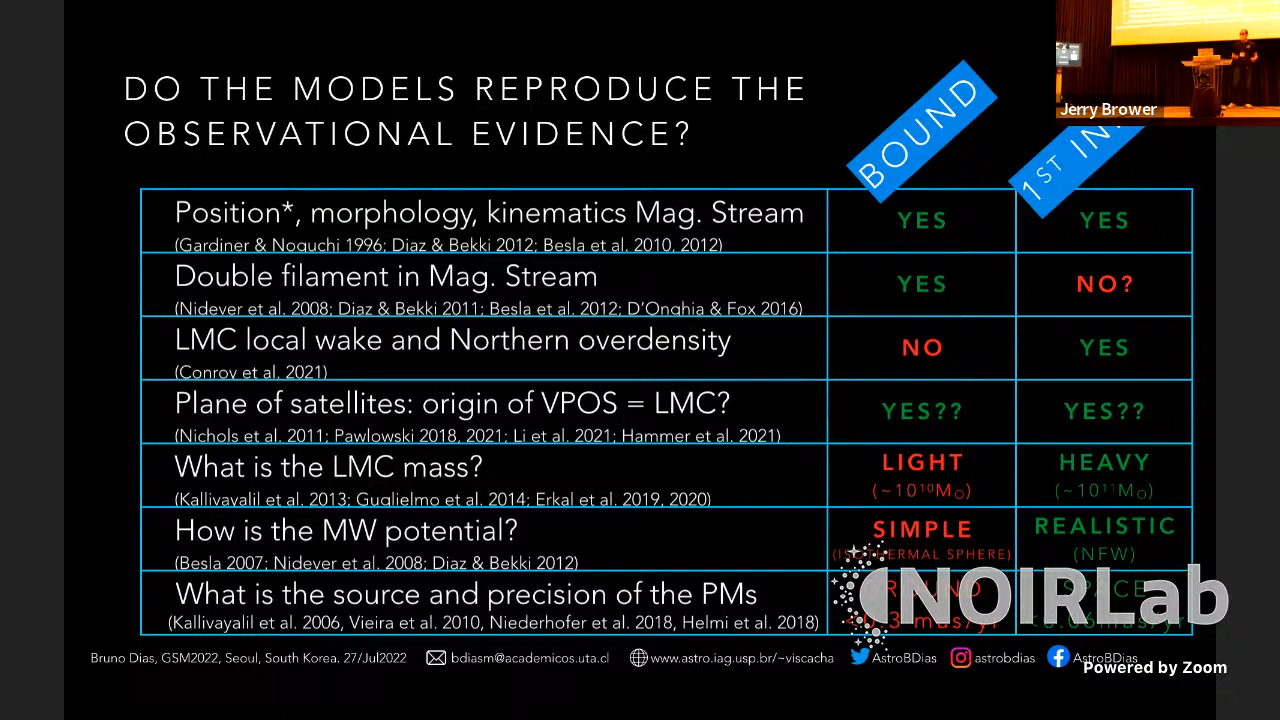 DO THE MODELS REPRODUCE THE
OBSERVATIONAL EVIDENCE?
BOUND
1ST
Jerry Brower
Position*, morphology, kinematics Mag. Stream
(Gardiner & Noguchi 1996; Diaz & Bekki 2012; Besla et al. 2010, 2012)
YES
YES
Double filament in Mag. Stream
(Nidever et al. 2008; Diaz & Bekki 2011; Besla et al. 2012; D'Onghia & Fox 2016)
YES
NO?
LMC local wake and Northern overdensity
(Conroy et al. 2021)
NO
YES
Plane of satellites: origin of VPOS = LMC?
(Nichols et al. 2011; Pawlowski 2018, 2021; Li et al. 2021; Hammer et al. 2021)
YES??
YES??
What is the LMC mass?
(Kallivayalil et al. 2013; Guglielmo et al. 2014; Erkal et al. 2019, 2020)
LIGHT
(~10¹⁰M☉)
HEAVY
(~10¹¹M☉)
How is the MW potential?
(Besla 2007; Nidever et al. 2008; Diaz & Bekki 2012)
SIMPLE
(ISOTHERMAL SPHERE)
REALISTIC
(NFW)
What is the source and precision of the PMs
(Kallivayalil et al. 2006, Vieira et al. 2010, Niederhofer et al. 2018, Helmi et al. 2018)
NOIRLab
Bruno Dias, GSM2022, Seoul, South Korea. 27/Jul2022
bdiasm@academicos.uta.cl
www.astro.iag.usp.br/~viscacha
AstroBDias
astrobdias
AstroBDias
Powered by Zoom